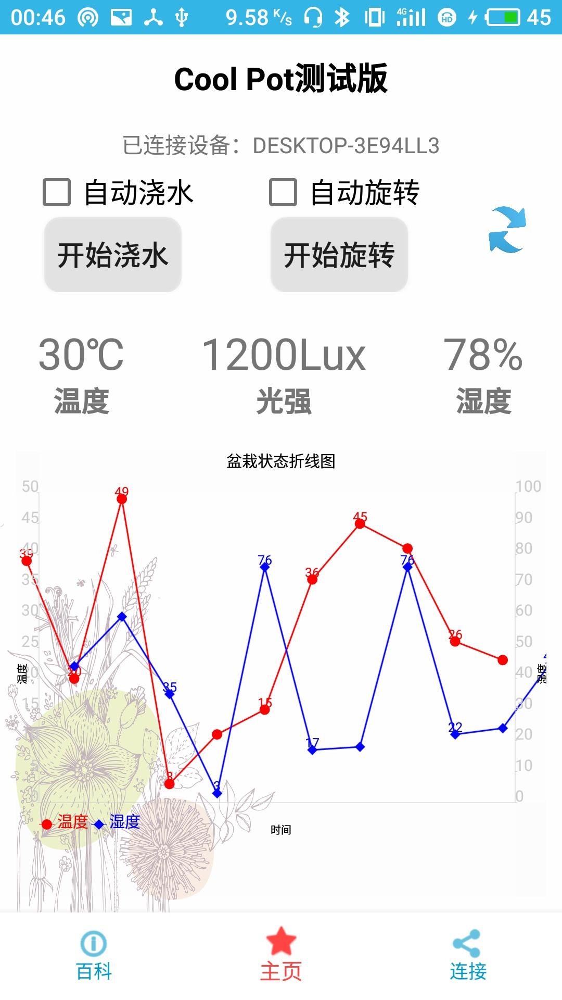 00:46 9.58 K/s 4G HD 45
Cool Pot测试版
已连接设备：DESKTOP-3E94LL3
自动浇水 自动旋转
开始浇水 开始旋转
30℃ 1200Lux 78%
温度 光强 湿度
盆栽状态折线图
50 100
49
45 45 90
39 40 80
76 76
36
35 70
30 60
25 26 50
温度 20 20 40 湿度
35
15 15 30
22 20
17
10
3 3
0 0
温度 湿度 时间
百科 主页 连接